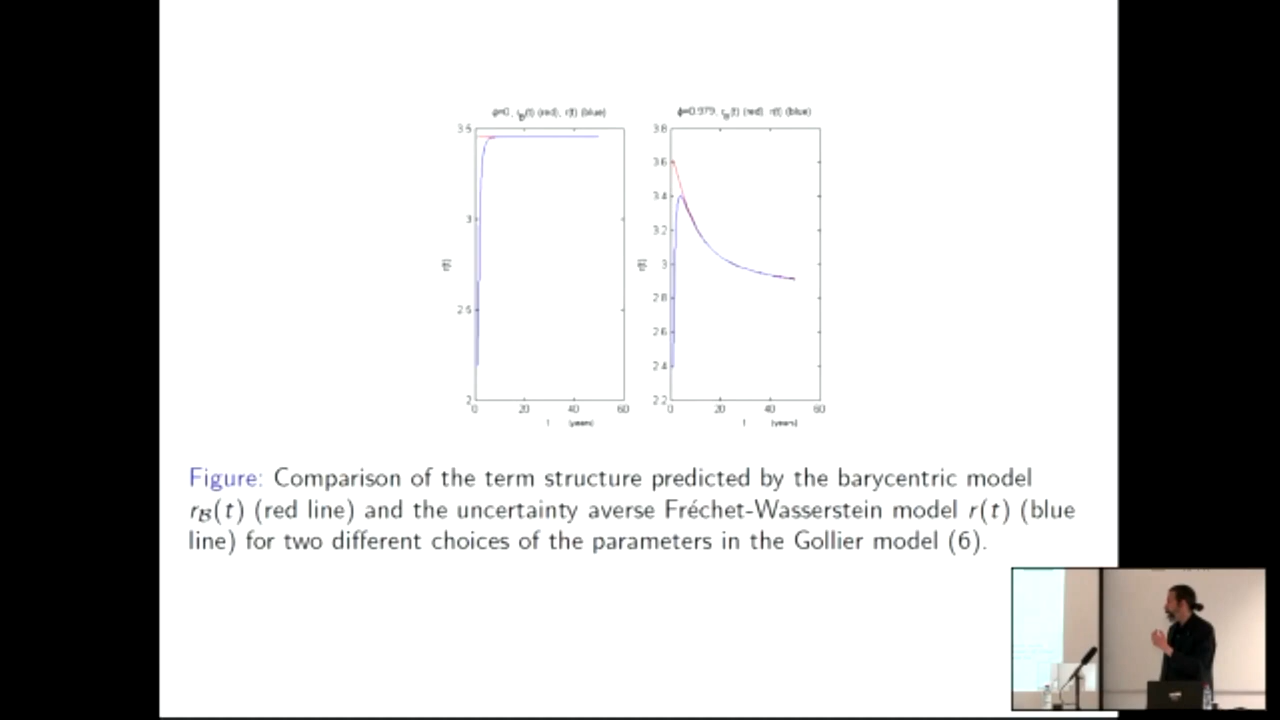 φ=0, r_B(t) (red), r(t) (blue)
3.5
3
2.5
2
0 20 40 60
r(t)
t (years)
φ=0.979, r_B(t) (red) r(t) (blue)
3.8
3.6
3.4
3.2
3
2.8
2.6
2.4
2.2
0 20 40 60
r(t)
t (years)
Figure: Comparison of the term structure predicted by the barycentric model
r_B(t) (red line) and the uncertainty averse Fréchet-Wasserstein model r(t) (blue
line) for two different choices of the parameters in the Gollier model (6).